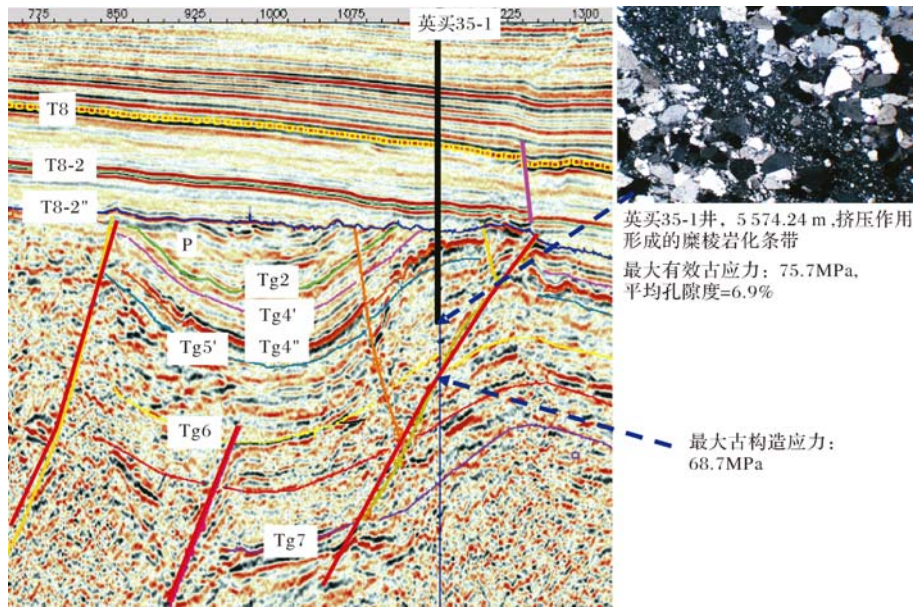 775 850 925 1000 1075 1225 1300
英买35-1
T8
T8-2
T8-2"
P
Tg2
Tg4'
Tg5' Tg4"
Tg6
Tg7
英买35-1井，5 574.24 m ,挤压作用
形成的糜棱岩化条带
最大有效古应力：75.7MPa,
平均孔隙度=6.9%
最大古构造应力：
68.7MPa